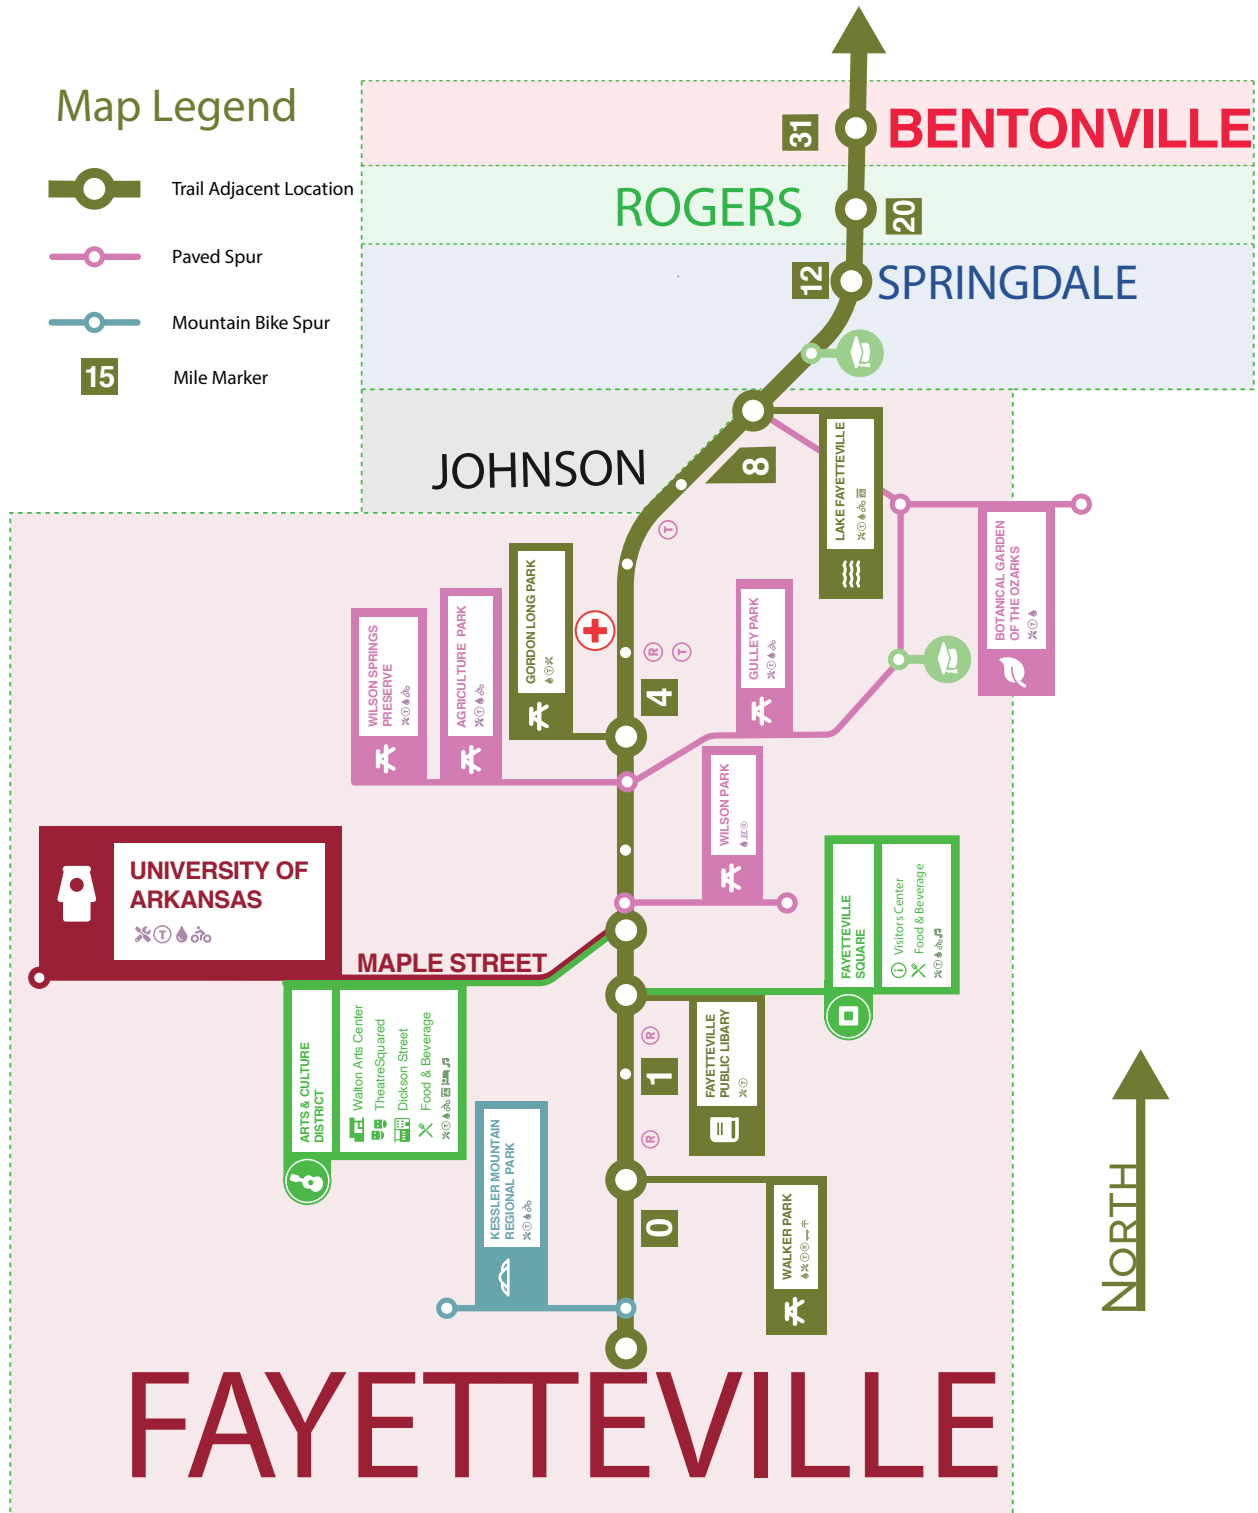 Map Legend
Trail Adjacent Location
Paved Spur
Mountain Bike Spur
15
Mile Marker
31
BENTONVILLE
ROGERS
20
12
SPRINGDALE
JOHNSON
8
LAKE FAYETTEVILLE
T
T
BOTANICAL GARDEN
OF THE OZARKS
T
GORDON LONG PARK
T
WILSON SPRINGS
PRESERVE
T
AGRICULTURE PARK
T
R
T
GULLEY PARK
T
4
WILSON PARK
R
UNIVERSITY OF
ARKANSAS
T
MAPLE STREET
FAYETTEVILLE
SQUARE
i
Visitors Center
Food & Beverage
T
ARTS & CULTURE
DISTRICT
Walton Arts Center
TheatreSquared
Dickson Street
Food & Beverage
T
R
1
R
FAYETTEVILLE
PUBLIC LIBARY
T
KESSLER MOUNTAIN
REGIONAL PARK
T
0
WALKER PARK
T
R
NORTH
FAYETTEVILLE